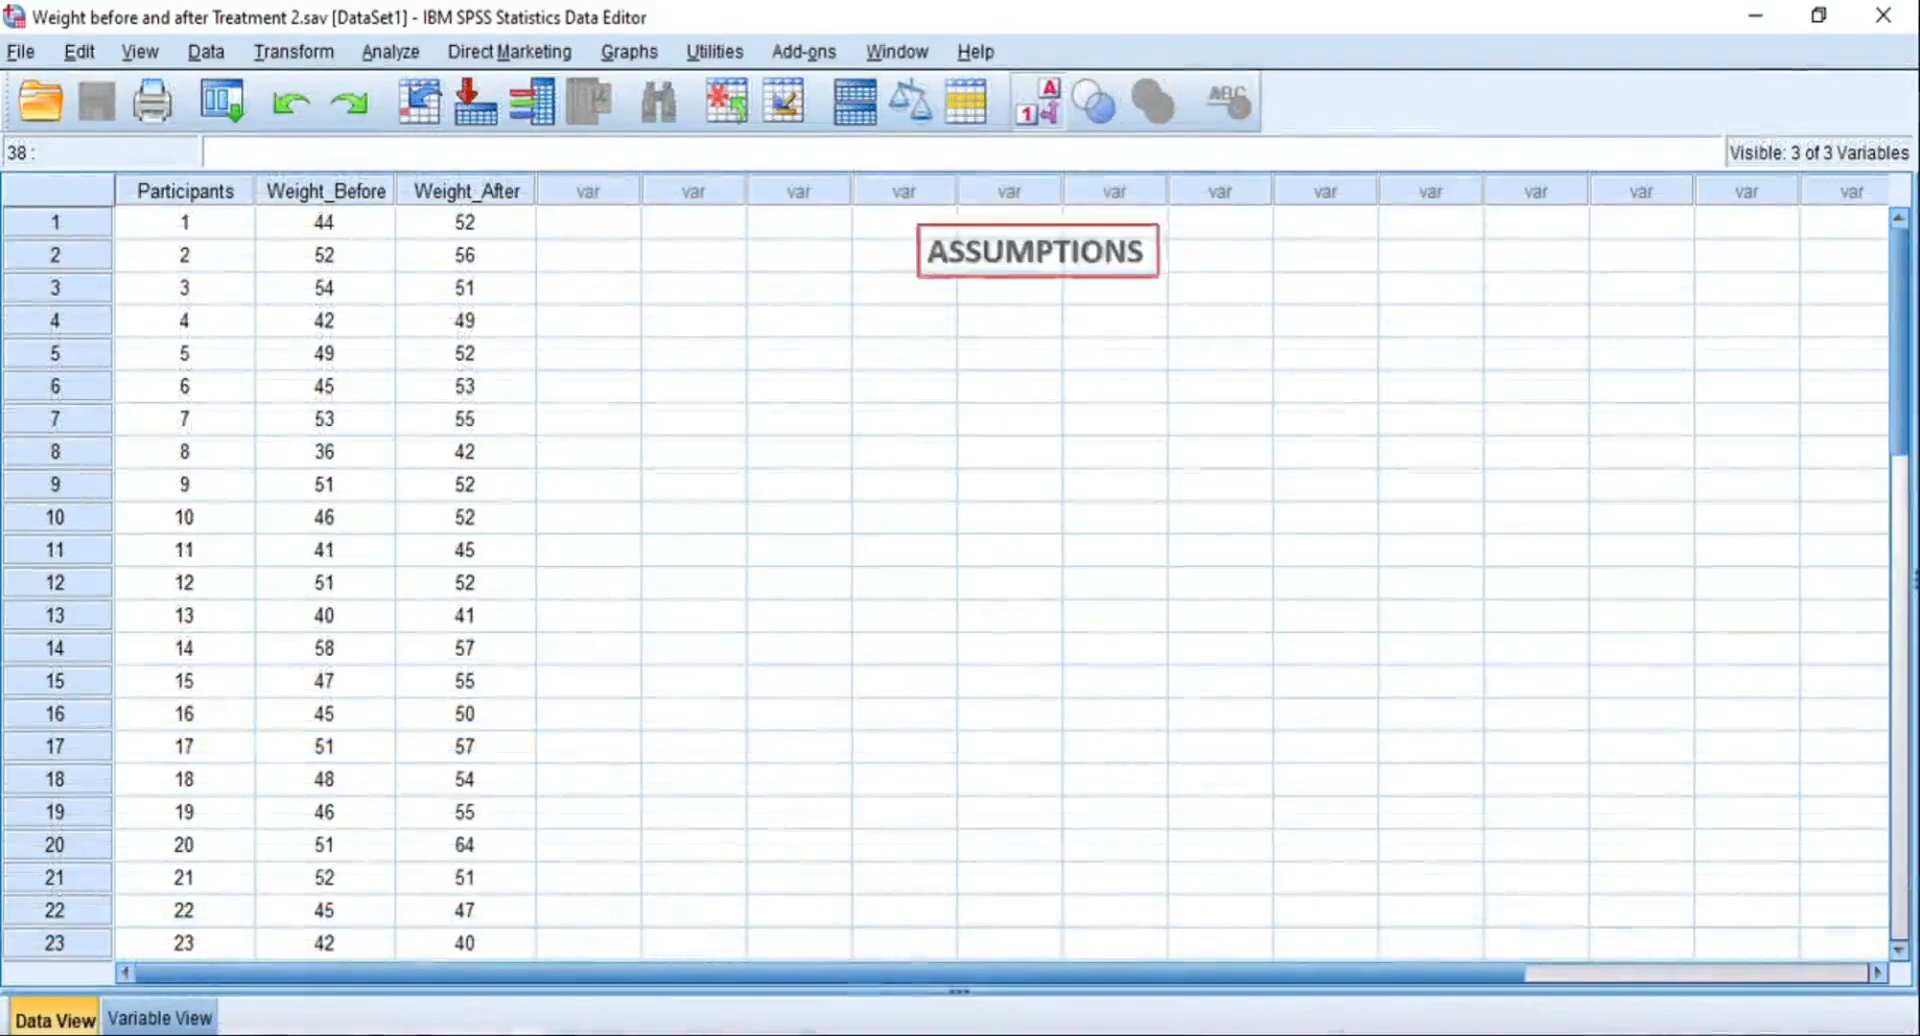 Weight before and after Treatment 2.sav [DataSet1] - IBM SPSS Statistics Data Editor
File Edit View Data Transform Analyze Direct Marketing Graphs Utilities Add-ons Window Help
A
1
ABC
38 :
Visible: 3 of 3 Variables
Participants Weight_Before Weight_After var var var var var var var var var var var var var
1 1 44 52
ASSUMPTIONS
2 2 52 56
3 3 54 51
4 4 42 49
5 5 49 52
6 6 45 53
7 7 53 55
8 8 36 42
9 9 51 52
10 10 46 52
11 11 41 45
12 12 51 52
13 13 40 41
14 14 58 57
15 15 47 55
16 16 45 50
17 17 51 57
18 18 48 54
19 19 46 55
20 20 51 64
21 21 52 51
22 22 45 47
23 23 42 40
Data View Variable View